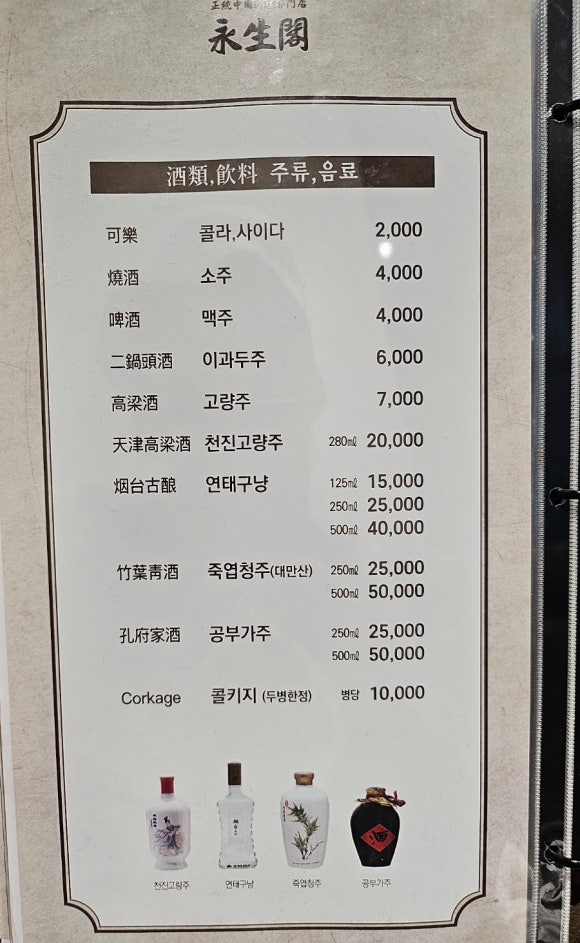 永生閣
酒類,飮料 주류,음료
可樂 콜라,사이다 2,000
燒酒 소주 4,000
啤酒 맥주 4,000
二鍋頭酒 이과두주 6,000
高梁酒 고량주 7,000
天津高梁酒 천진고량주 280㎖ 20,000
烟台古酿 연태구냥 125㎖ 15,000
250㎖ 25,000
500㎖ 40,000
竹葉靑酒 죽엽청주(대만산) 250㎖ 25,000
500㎖ 50,000
孔府家酒 공부가주 250㎖ 25,000
500㎖ 50,000
Corkage 콜키지 (두병한정) 병당 10,000
酒
천진고량주 연태구냥 죽엽청주 공부가주